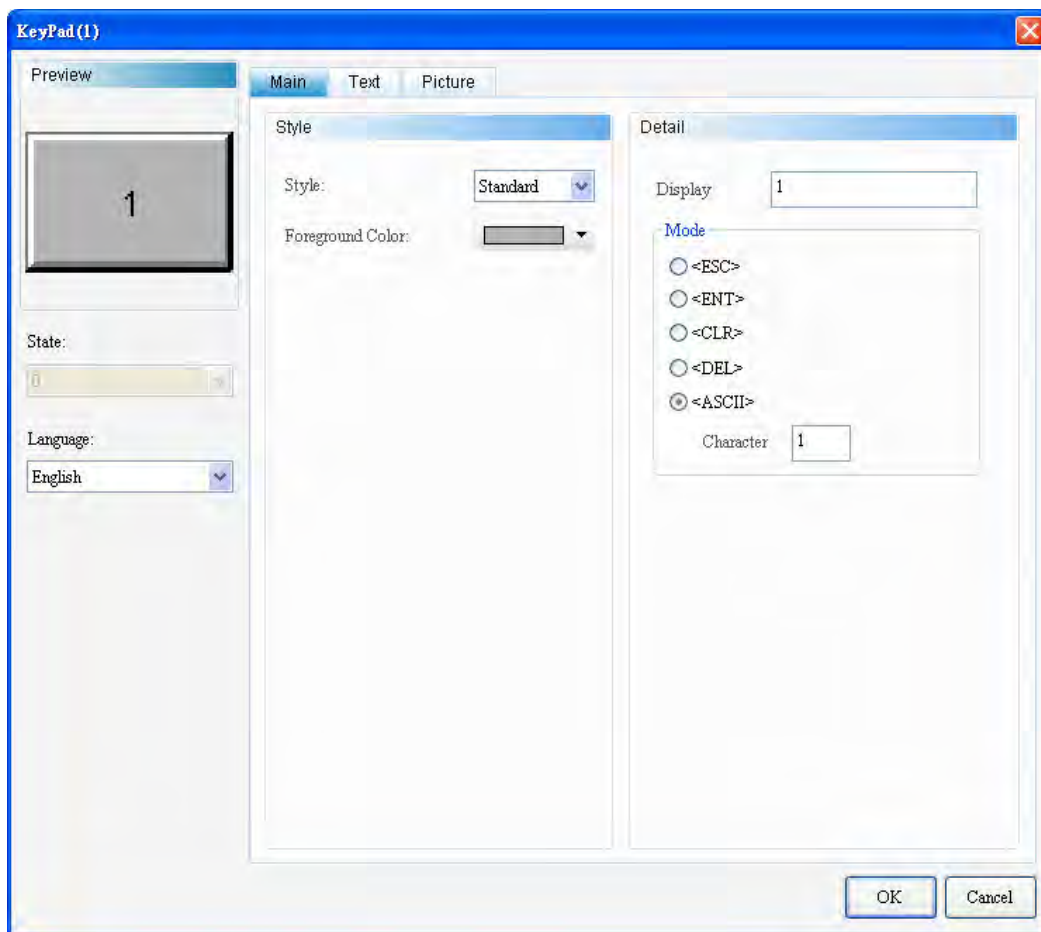 KeyPad(1)
Preview
1
State:
0
Language:
English
Main Text Picture
Style
Style: Standard
Foreground Color:
Detail
Display 1
Mode
<ESC>
<ENT>
<CLR>
<DEL>
<ASCII>
Character 1
OK Cancel